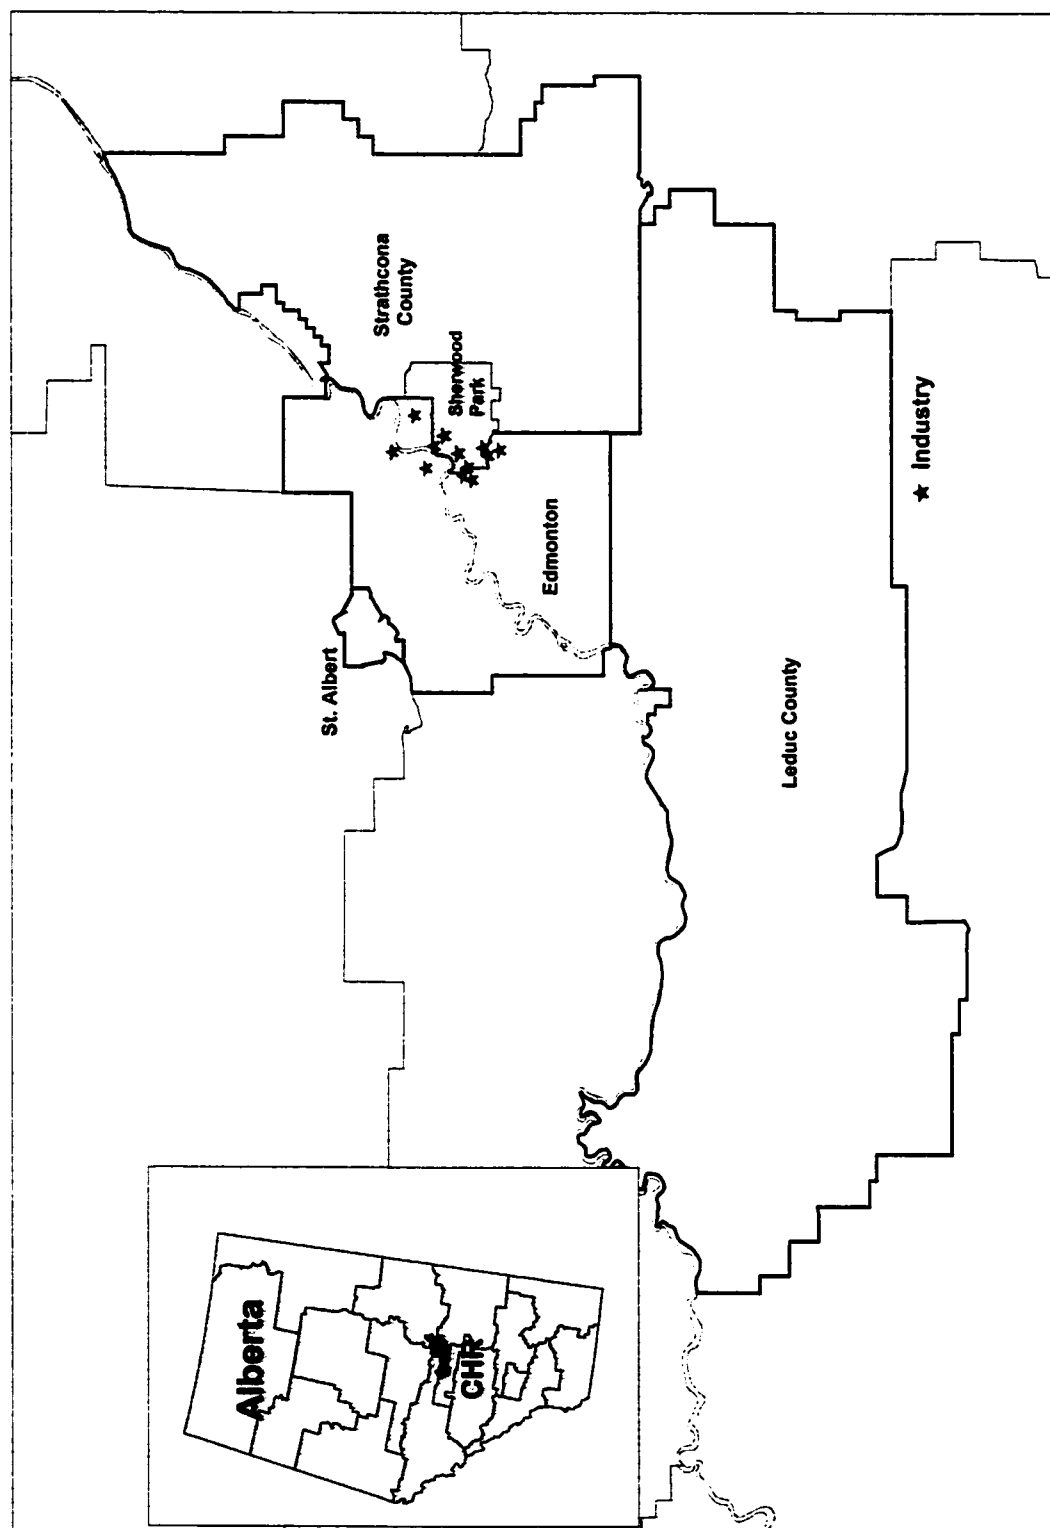 Alberta
CHR
St. Albert
Edmonton
Strathcona
County
Sherwood
Park
Leduc County
Industry